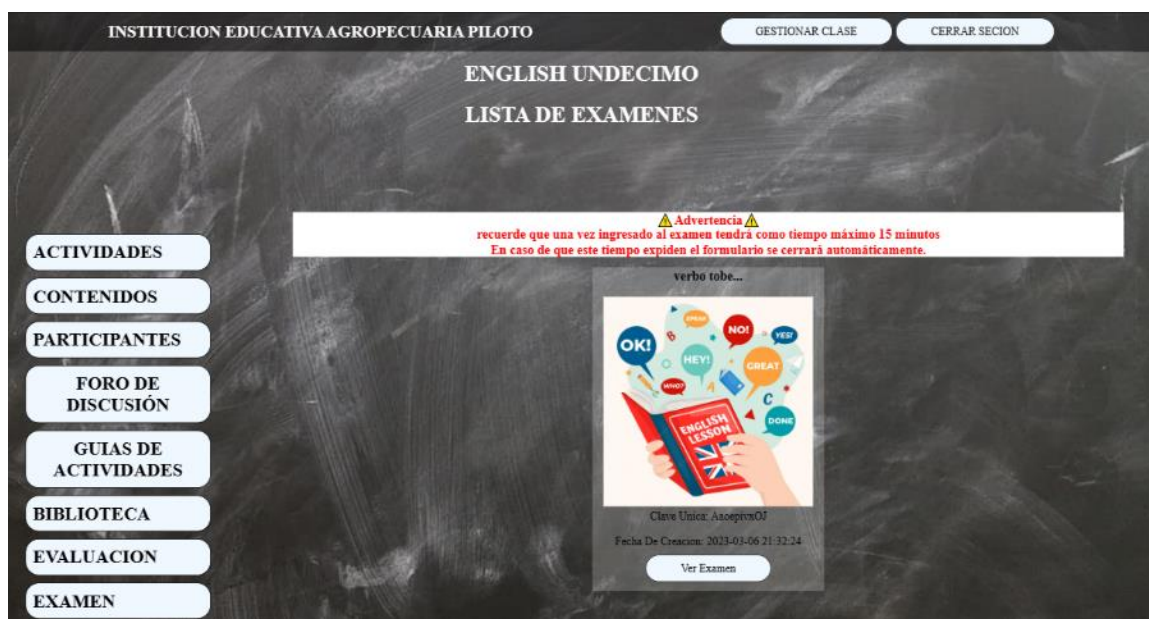 INSTITUCION EDUCATIVA AGROPECUARIA PILOTO
GESTIONAR CLASE
CERRAR SECION
ENGLISH UNDECIMO
LISTA DE EXAMENES
Advertencia
recuerde que una vez ingresado al examen tendrá como tiempo máximo 15 minutos
En caso de que este tiempo expiden el formulario se cerrará automáticamente.
ACTIVIDADES
CONTENIDOS
PARTICIPANTES
FORO DE
DISCUSIÓN
GUIAS DE
ACTIVIDADES
BIBLIOTECA
EVALUACION
EXAMEN
verbo tobe...
SPEAK
OK!
B
NO!
YES!
HEY!
GREAT
WHO?
A
C
DONE
ENGLISH
LESSON
Clave Unica:
Fecha De Creacion: 2023-03-06 21:32:24
Ver Examen